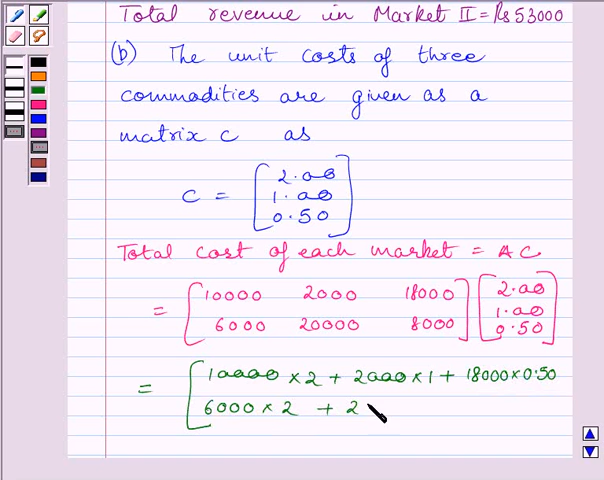 Total revenue in Market II = Rs 53000
(b) The unit costs of three
commodities are given as a
matrix C as
C = [2.00
1.00
0.50]
Total cost of each market = AC
= [10000 2000 18000
6000 20000 8000] [2.00
1.00
0.50]
= [10000 × 2 + 2000 × 1 + 18000 × 0.50
6000 × 2 + 2